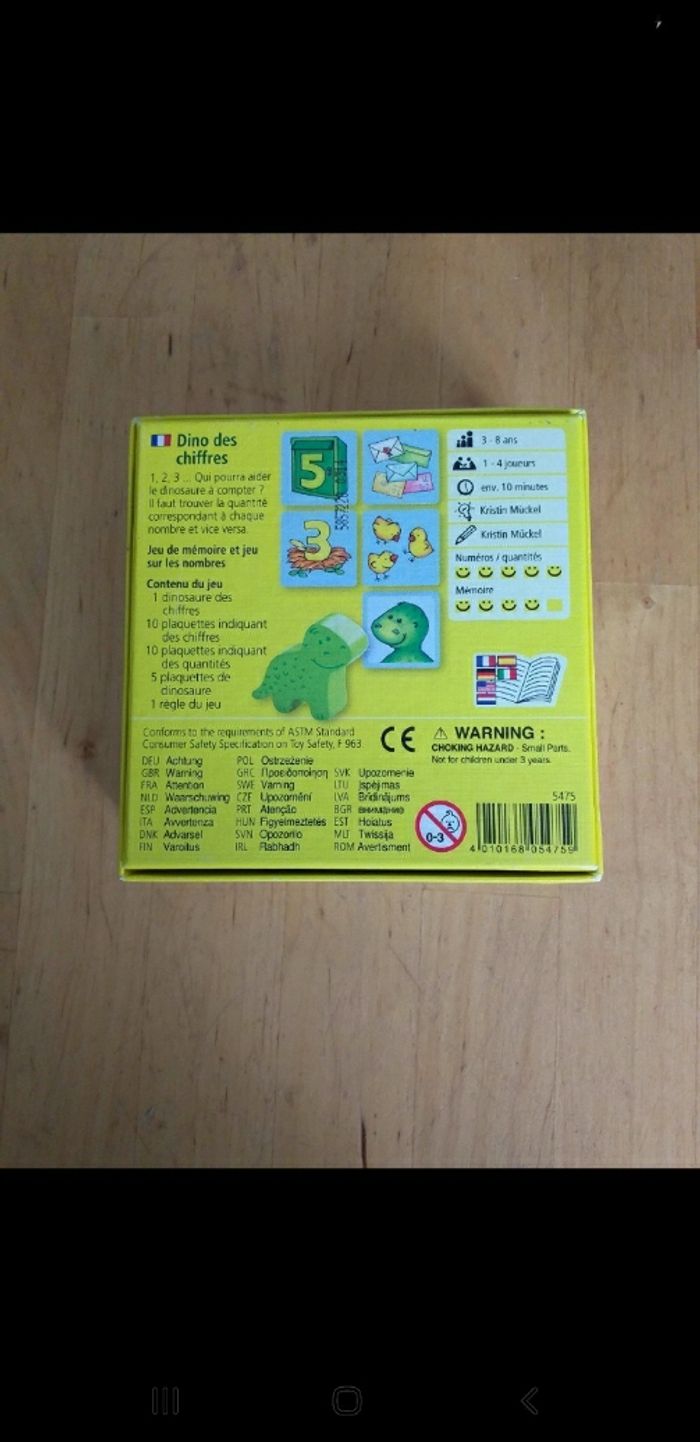 Dino des
chiffres
1, 2, 3 ... Qui pourra aider
le dinosaure à compter ?
Il faut trouver la quantité
correspondant à chaque
nombre et vice versa.
Jeu de mémoire et jeu
sur les nombres
Contenu du jeu
1 dinosaure des
chiffres
10 plaquettes indiquant
des chiffres
10 plaquettes indiquant
des quantités
5 plaquettes de
dinosaure
1 règle du jeu
5
3
3 - 8 ans
1 - 4 joueurs
env. 10 minutes
Kristin Mückel
Kristin Mückel
Numéros / quantités
Mémoire
Conforms to the requirements of ASTM Standard
Consumer Safety Specification on Toy Safety, F 963.
CE
WARNING :
CHOKING HAZARD - Small Parts.
Not for children under 3 years.
DEU Achtung
GBR Warning
FRA Attention
NLD Waarschuwing
ESP Advertencia
ITA Avvertenza
DNK Advarsel
FIN Varoitus
POL Ostrzeżenie
GRC Προειδοποίηση
SWE Varning
CZE Upozornění
PRT Atenção
HUN Figyelmeztetés
SVN Opozorilo
IRL Rabhadh
SVK Upozornenie
LTU Įspėjimas
LVA Brīdinājums
BGR внимание
EST Hoiatus
MLT Twissija
ROM Avertisment
0-3
5475
4 010168 054759